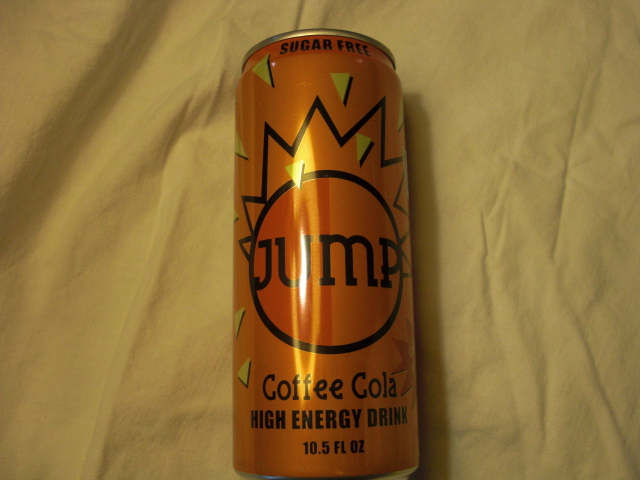 SUGAR FREE
JUMP
Coffee Cola
HIGH ENERGY DRINK
10.5 FL OZ